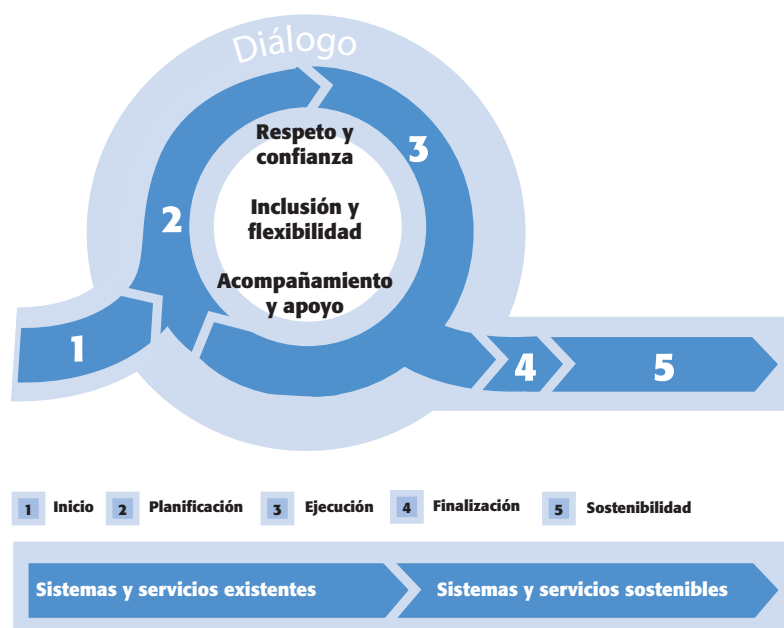 Diálogo
Respeto y
confianza
3
Inclusión y
flexibilidad
2
Acompañamiento
y apoyo
1
4
5
1 Inicio 2 Planificación 3 Ejecución 4 Finalización 5 Sostenibilidad
Sistemas y servicios existentes Sistemas y servicios sostenibles